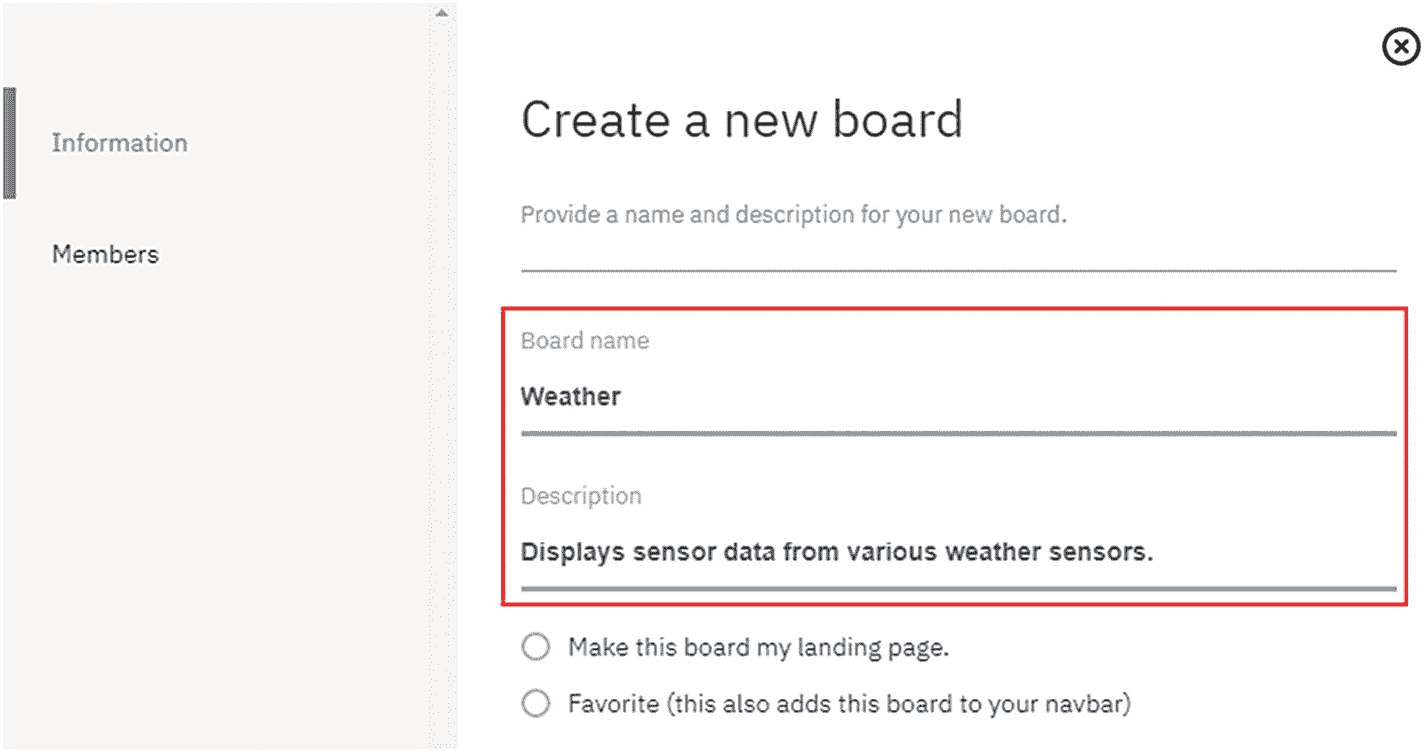 Information
Members
Create a new board
Provide a name and description for your new board.
Board name
Weather
Description
Displays sensor data from various weather sensors.
Make this board my landing page.
Favorite (this also adds this board to your navbar)